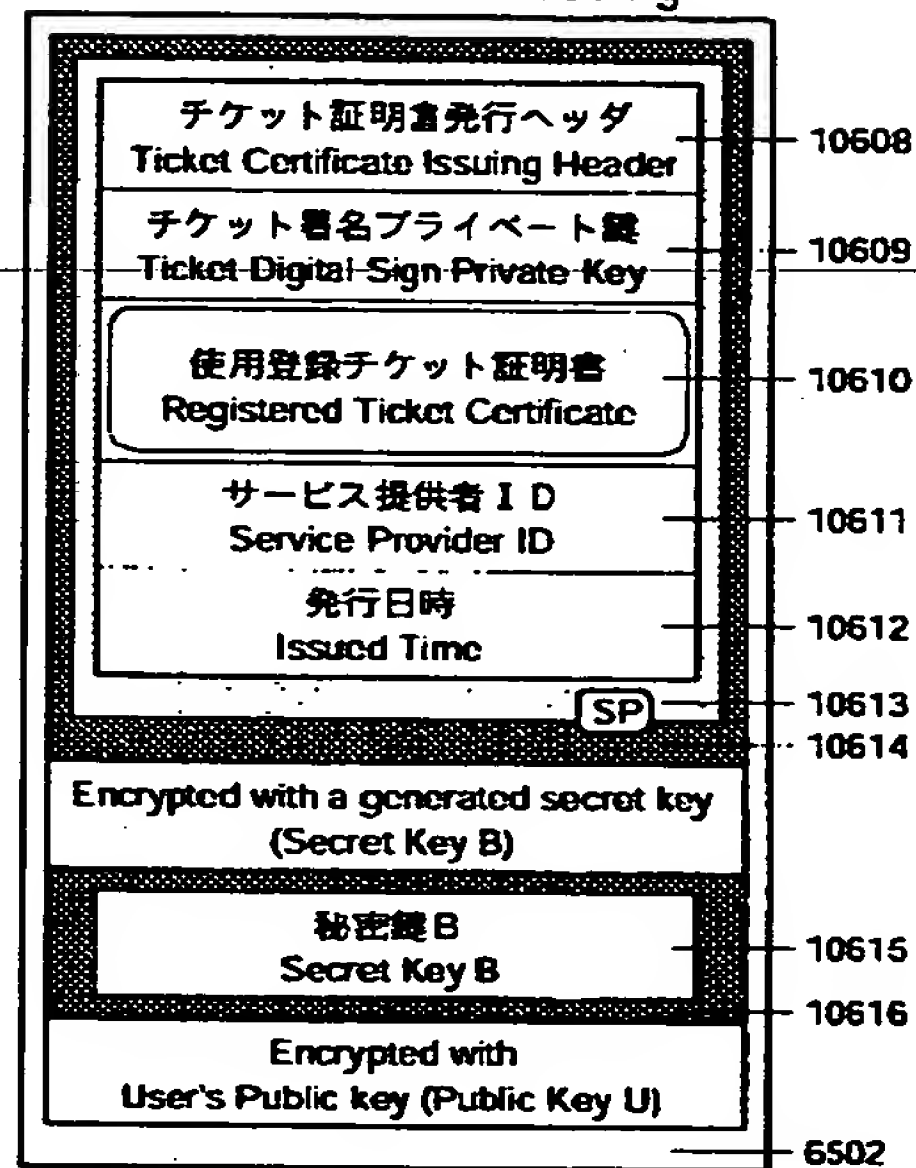 チケット証明書発行ヘッダ
Ticket Certificate Issuing Header
10608
チケット署名プライベート鍵
Ticket Digital Sign Private Key
10609
使用登録チケット証明書
Registered Ticket Certificate
10610
サービス提供者ID
Service Provider ID
10611
発行日時
Issued Time
10612
SP
10613
10614
Encrypted with a generated secret key
(Secret Key B)
秘密鍵B
Secret Key B
10615
10616
Encrypted with
User's Public key (Public Key U)
6502